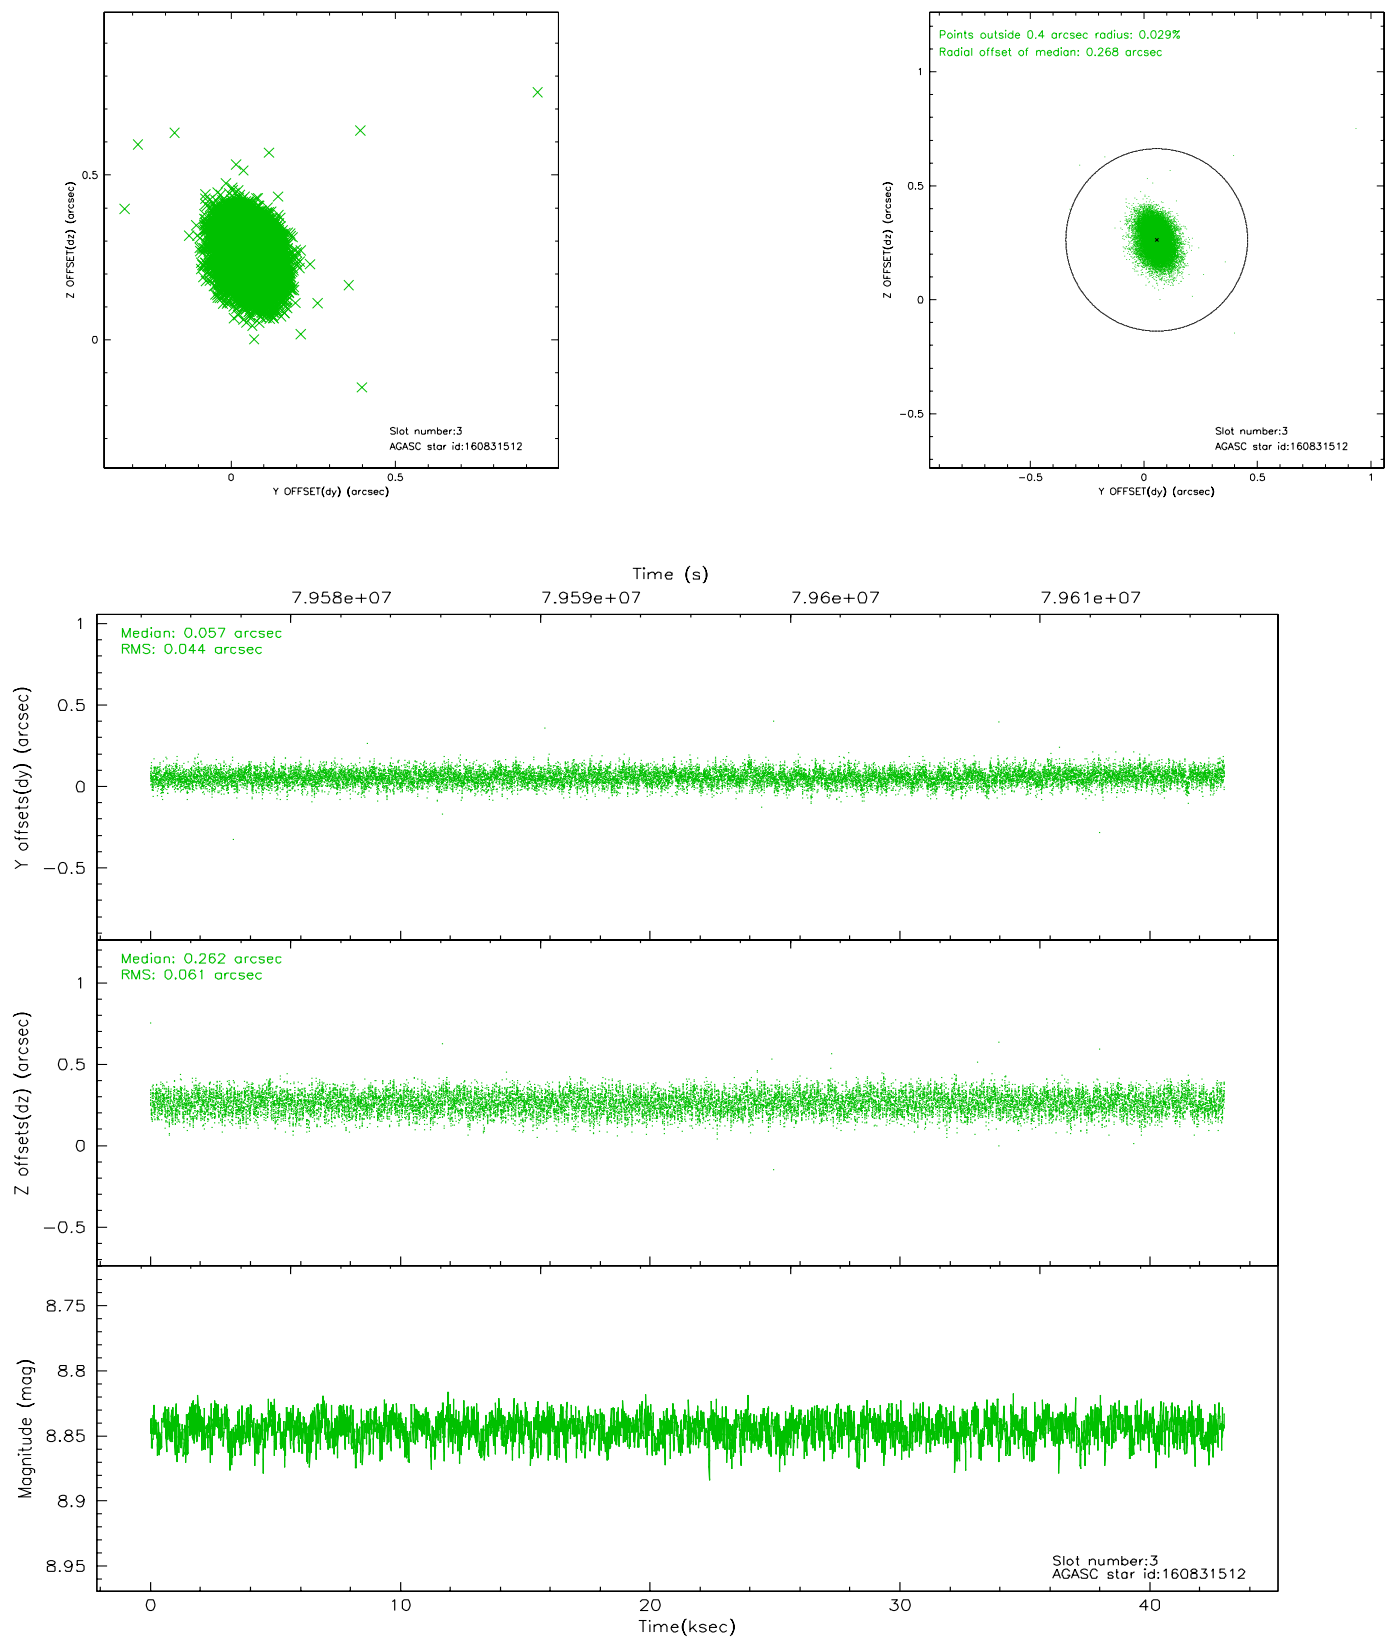 Z OFFSET(dz) (arcsec)
0.5
0
Slot number:3
AGASC star id:160831512
0
0.5
Y OFFSET(dy) (arcsec)
Points outside 0.4 arcsec radius: 0.029%
Radial offset of median: 0.268 arcsec
Z OFFSET(dz) (arcsec)
1
0.5
0
−0.5
Slot number:3
AGASC star id:160831512
−0.5
0
0.5
1
Y OFFSET(dy) (arcsec)
Time (s)
7.958e+07
7.959e+07
7.96e+07
7.961e+07
Median: 0.057 arcsec
RMS: 0.044 arcsec
Y offsets(dy) (arcsec)
1
0.5
0
−0.5
Median: 0.262 arcsec
RMS: 0.061 arcsec
Z offsets(dz) (arcsec)
1
0.5
0
−0.5
Magnitude (mag)
8.75
8.8
8.85
8.9
8.95
Slot number:3
AGASC star id:160831512
0
10
20
30
40
Time(ksec)